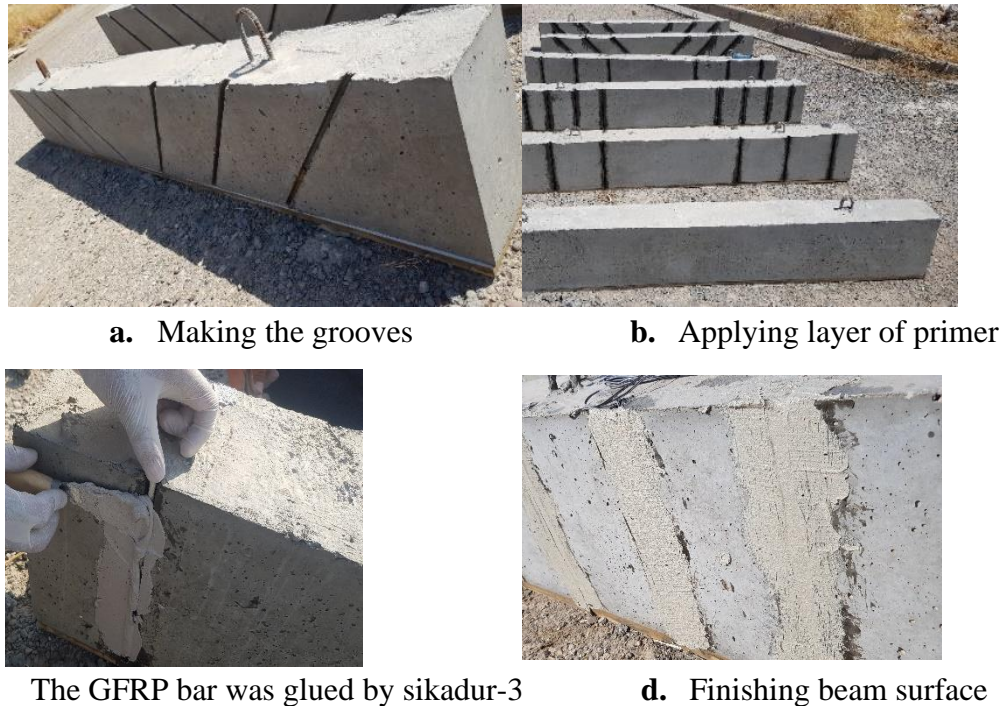 a. Making the grooves
b. Applying layer of primer
The GFRP bar was glued by sikadur-3
d. Finishing beam surface